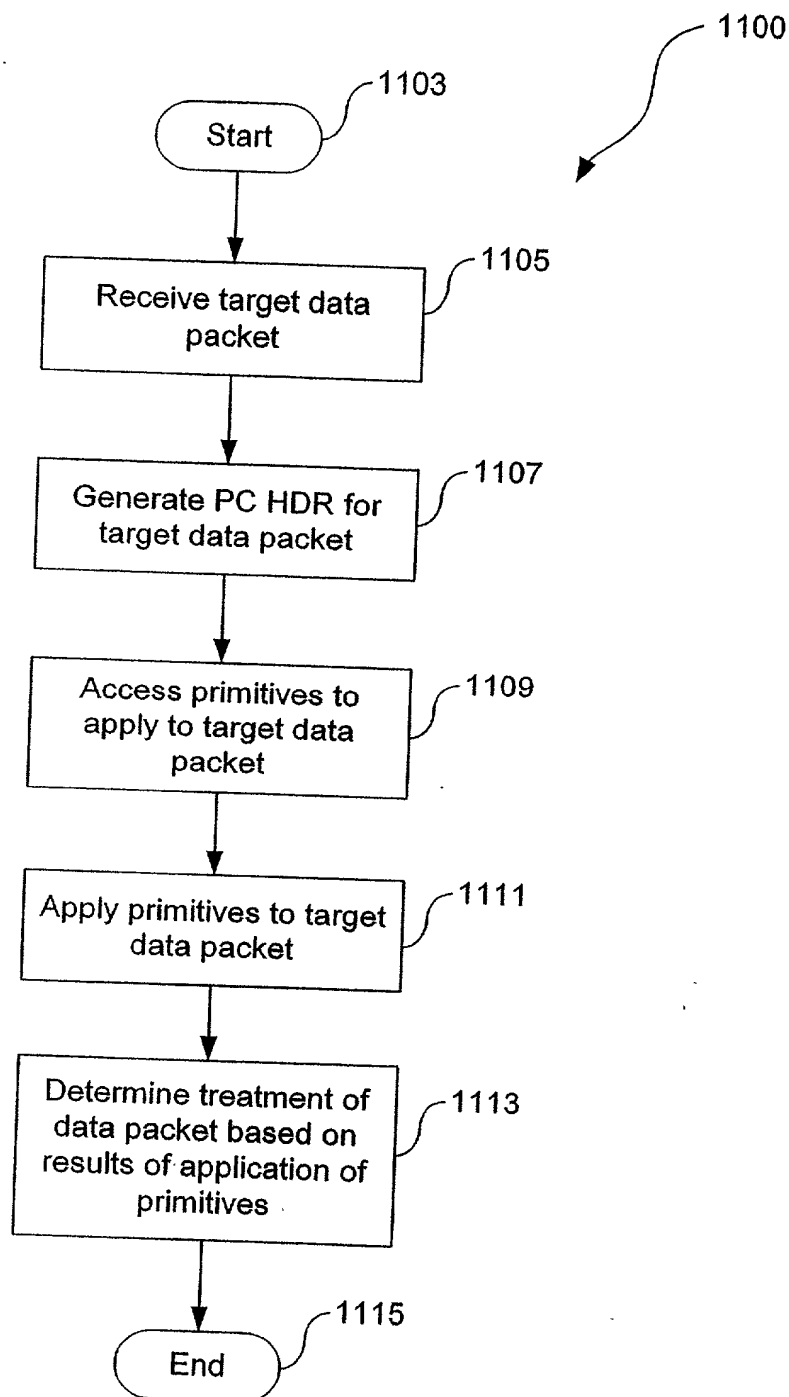 1100
1103
Start
1105
Receive target data
packet
1107
Generate PC HDR for
target data packet
1109
Access primitives to
apply to target data
packet
1111
Apply primitives to target
data packet
1113
Determine treatment of
data packet based on
results of application of
primitives
1115
End